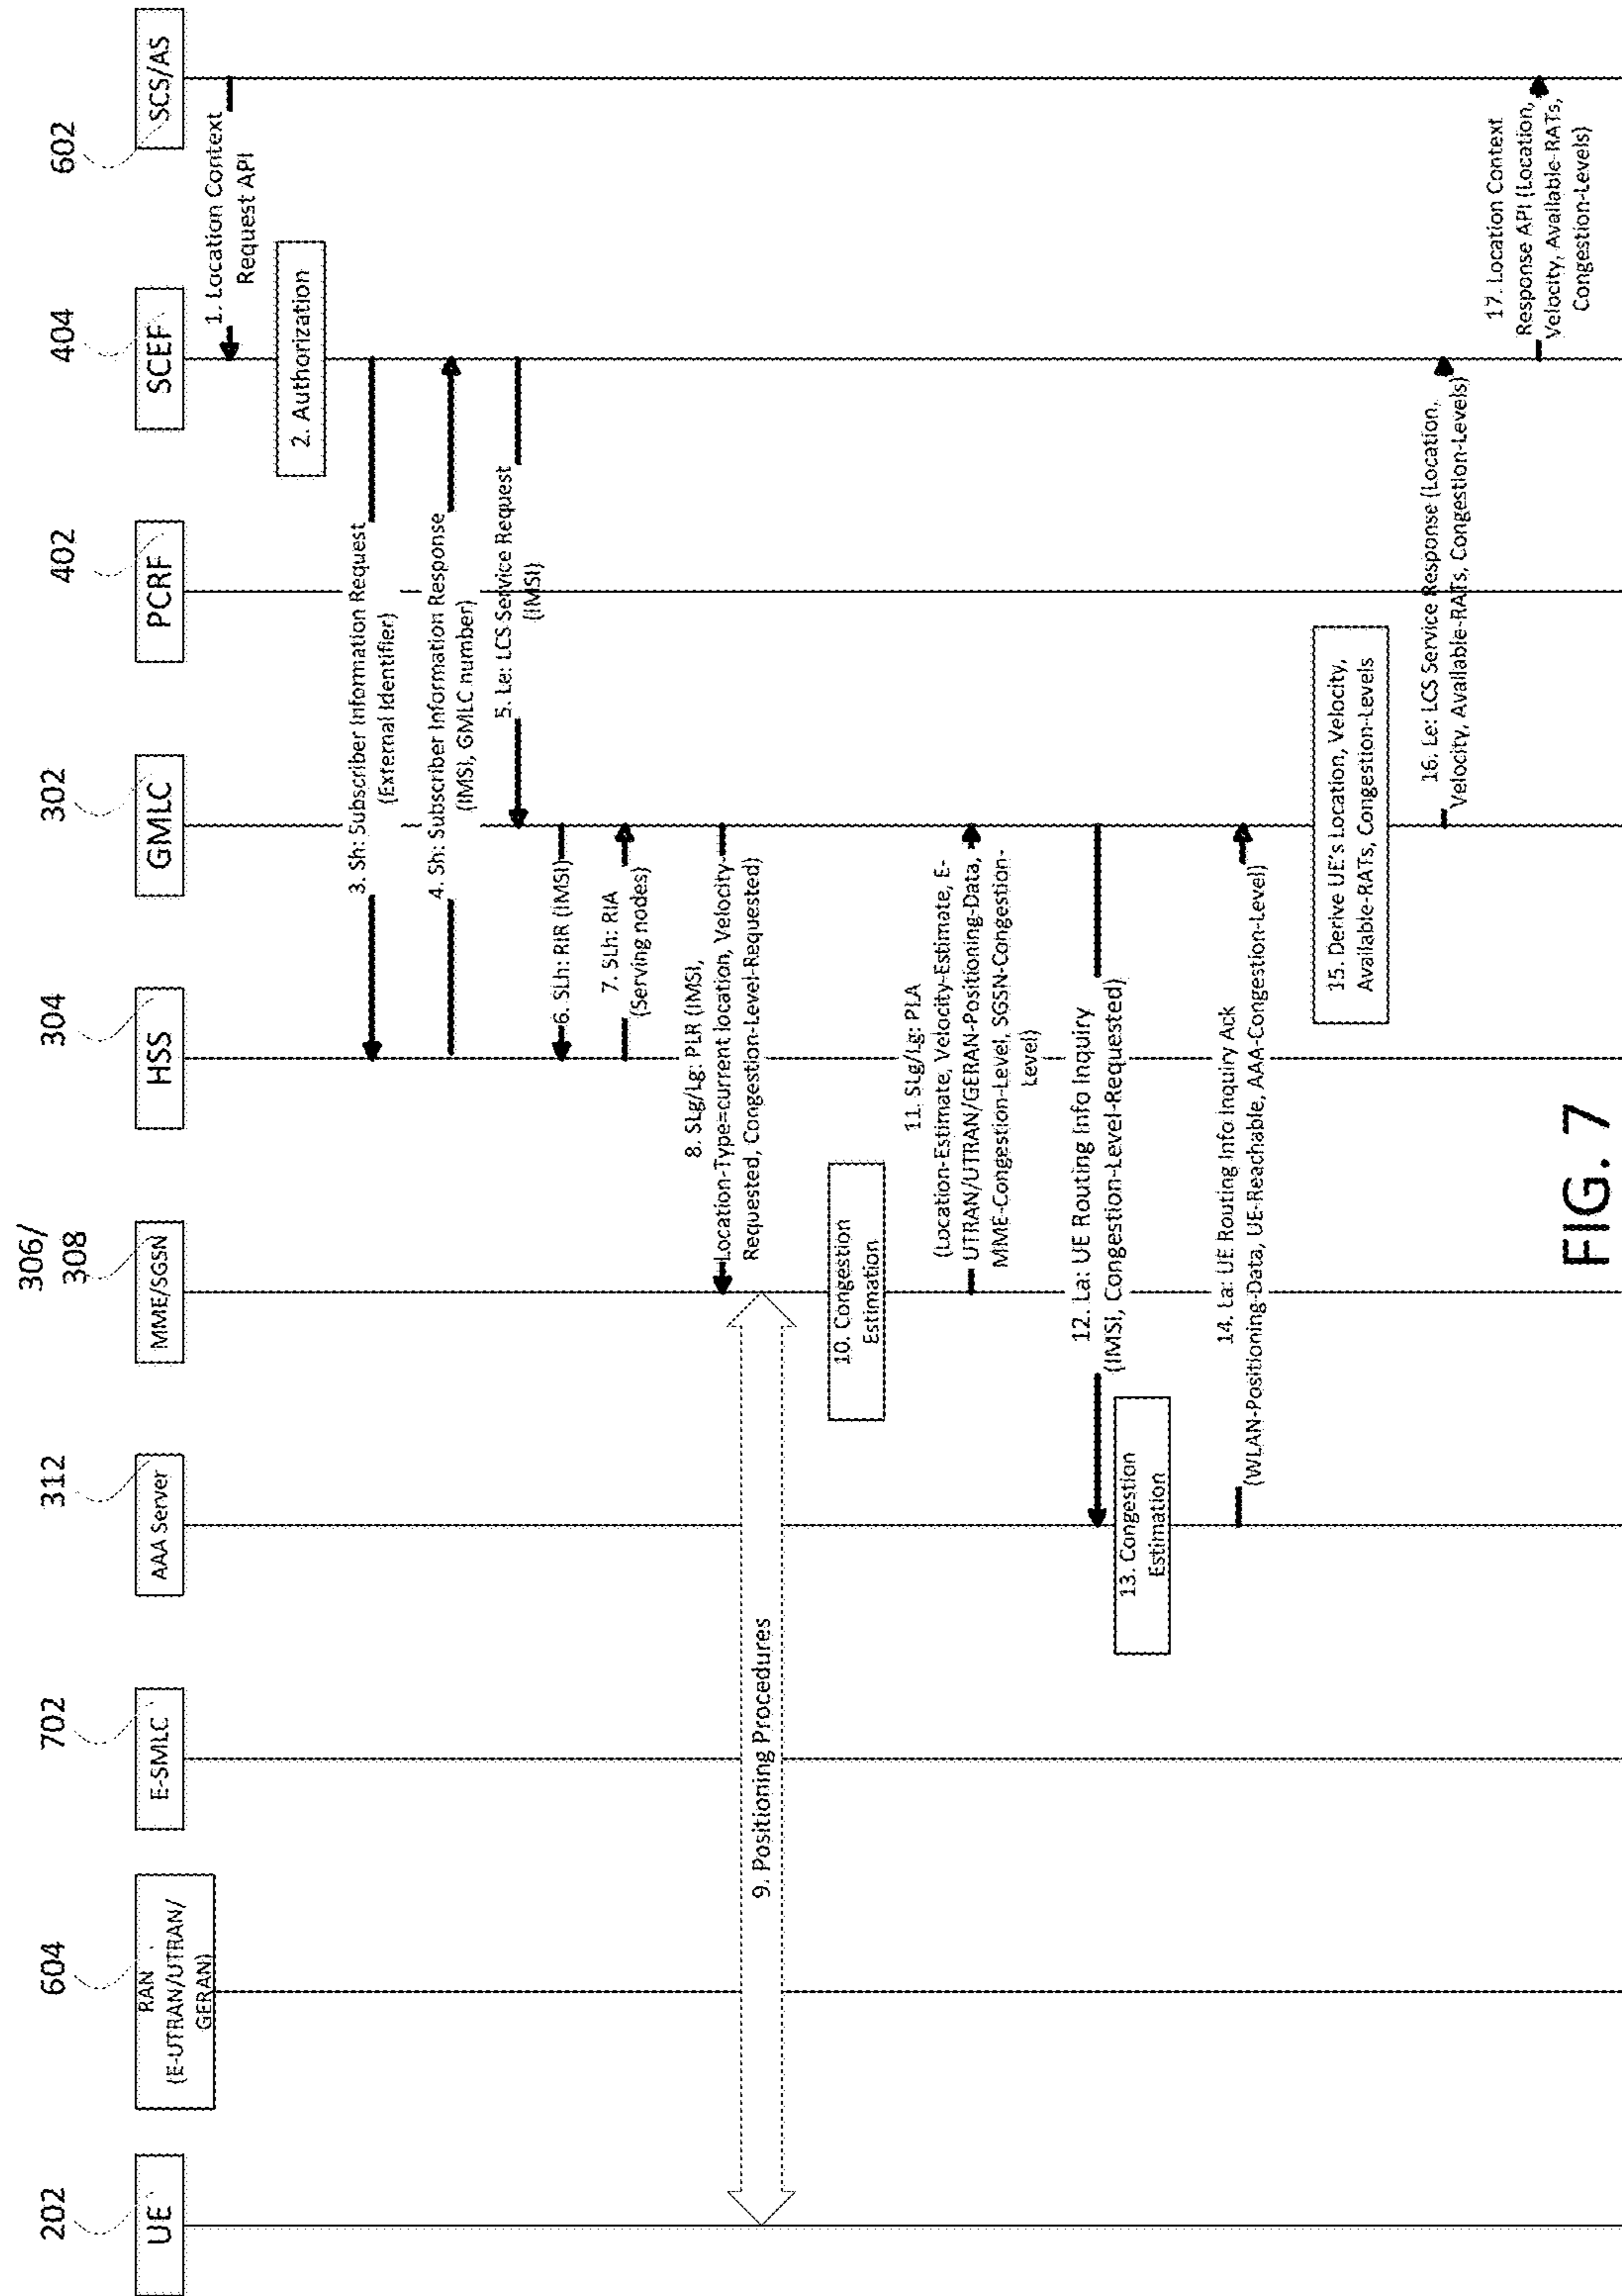 202
604
702
312
306/
308
304
302
402
404
602
UE
RAN
(E-UTRAN/UTRAN/
GERAN)
E-SMLC
AAA Server
MME/SGSN
HSS
GMLC
PCRF
SCEF
SCS/AS
1. Location Context
Request API
2. Authorization
3. Sh: Subscriber Information Request
(External Identifier)
4. Sh: Subscriber Information Response
(IMSI, GMLC number)
5. Le: LCS Service Request
(IMSI)
6. SLh: RIR (IMSI)
7. SLh: RIA
(Serving nodes)
8. SLg/Lg: PLR (IMSI,
Location-Type=current location, Velocity-
Requested, Congestion-Level-Requested)
9. Positioning Procedures
10. Congestion
Estimation
11. SLg/Lg: PLA
(Location-Estimate, Velocity-Estimate, E-
UTRAN/UTRAN/GERAN-Positioning-Data,
MME-Congestion-Level, SGSN-Congestion-
Level)
12. La: UE Routing Info Inquiry
(IMSI, Congestion-Level-Requested)
13. Congestion
Estimation
14. La: UE Routing Info Inquiry Ack
(WLAN-Positioning-Data, UE-Reachable, AAA-Congestion-Level)
15. Derive UE's Location, Velocity,
Available-RATs, Congestion-Levels
16. Le: LCS Service Response (Location,
Velocity, Available-RATs, Congestion-Levels)
17. Location Context
Response API (Location,
Velocity, Available-RATs,
Congestion-Levels)
FIG. 7